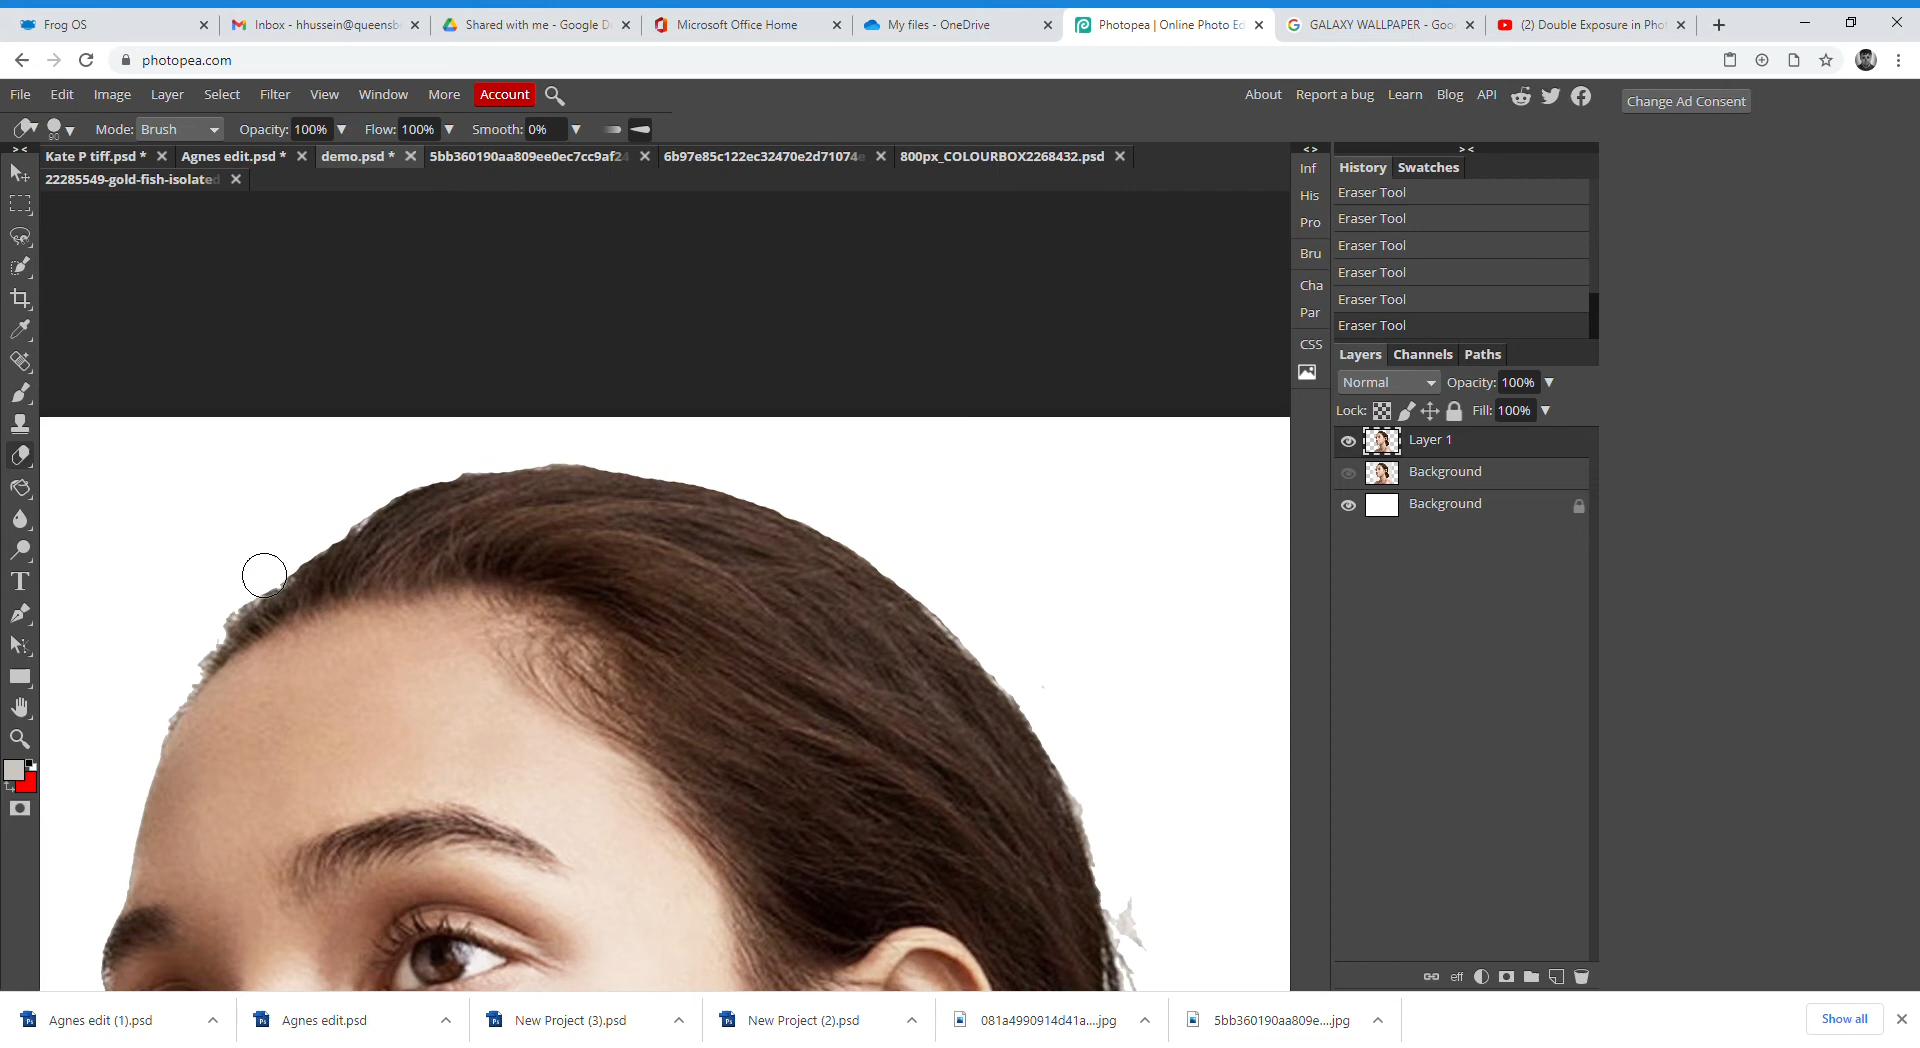 Frog OS
Inbox - hhussein@queensbe
Shared with me - Google D
Microsoft Office Home
My files - OneDrive
Photopea | Online Photo Ed
GALAXY WALLPAPER - Goo
(2) Double Exposure in Phot
photopea.com
File Edit Image Layer Select Filter View Window More Account
About Report a bug Learn Blog API
Change Ad Consent
90 Mode: Brush Opacity: 100% Flow: 100% Smooth: 0%
Kate P tiff.psd * Agnes edit.psd * demo.psd * 5bb360190aa809ee0ec7cc9af24 6b97e85c122ec32470e2d71074e 800px_COLOURBOX2268432.psd
22285549-gold-fish-isolated
Inf
His
Pro
Bru
Cha
Par
CSS
History Swatches
Eraser Tool
Eraser Tool
Eraser Tool
Eraser Tool
Eraser Tool
Eraser Tool
Layers Channels Paths
Normal Opacity: 100%
Lock: Fill: 100%
Layer 1
Background
Background
eff
Agnes edit (1).psd
Agnes edit.psd
New Project (3).psd
New Project (2).psd
081a4990914d41a....jpg
5bb360190aa809e....jpg
Show all